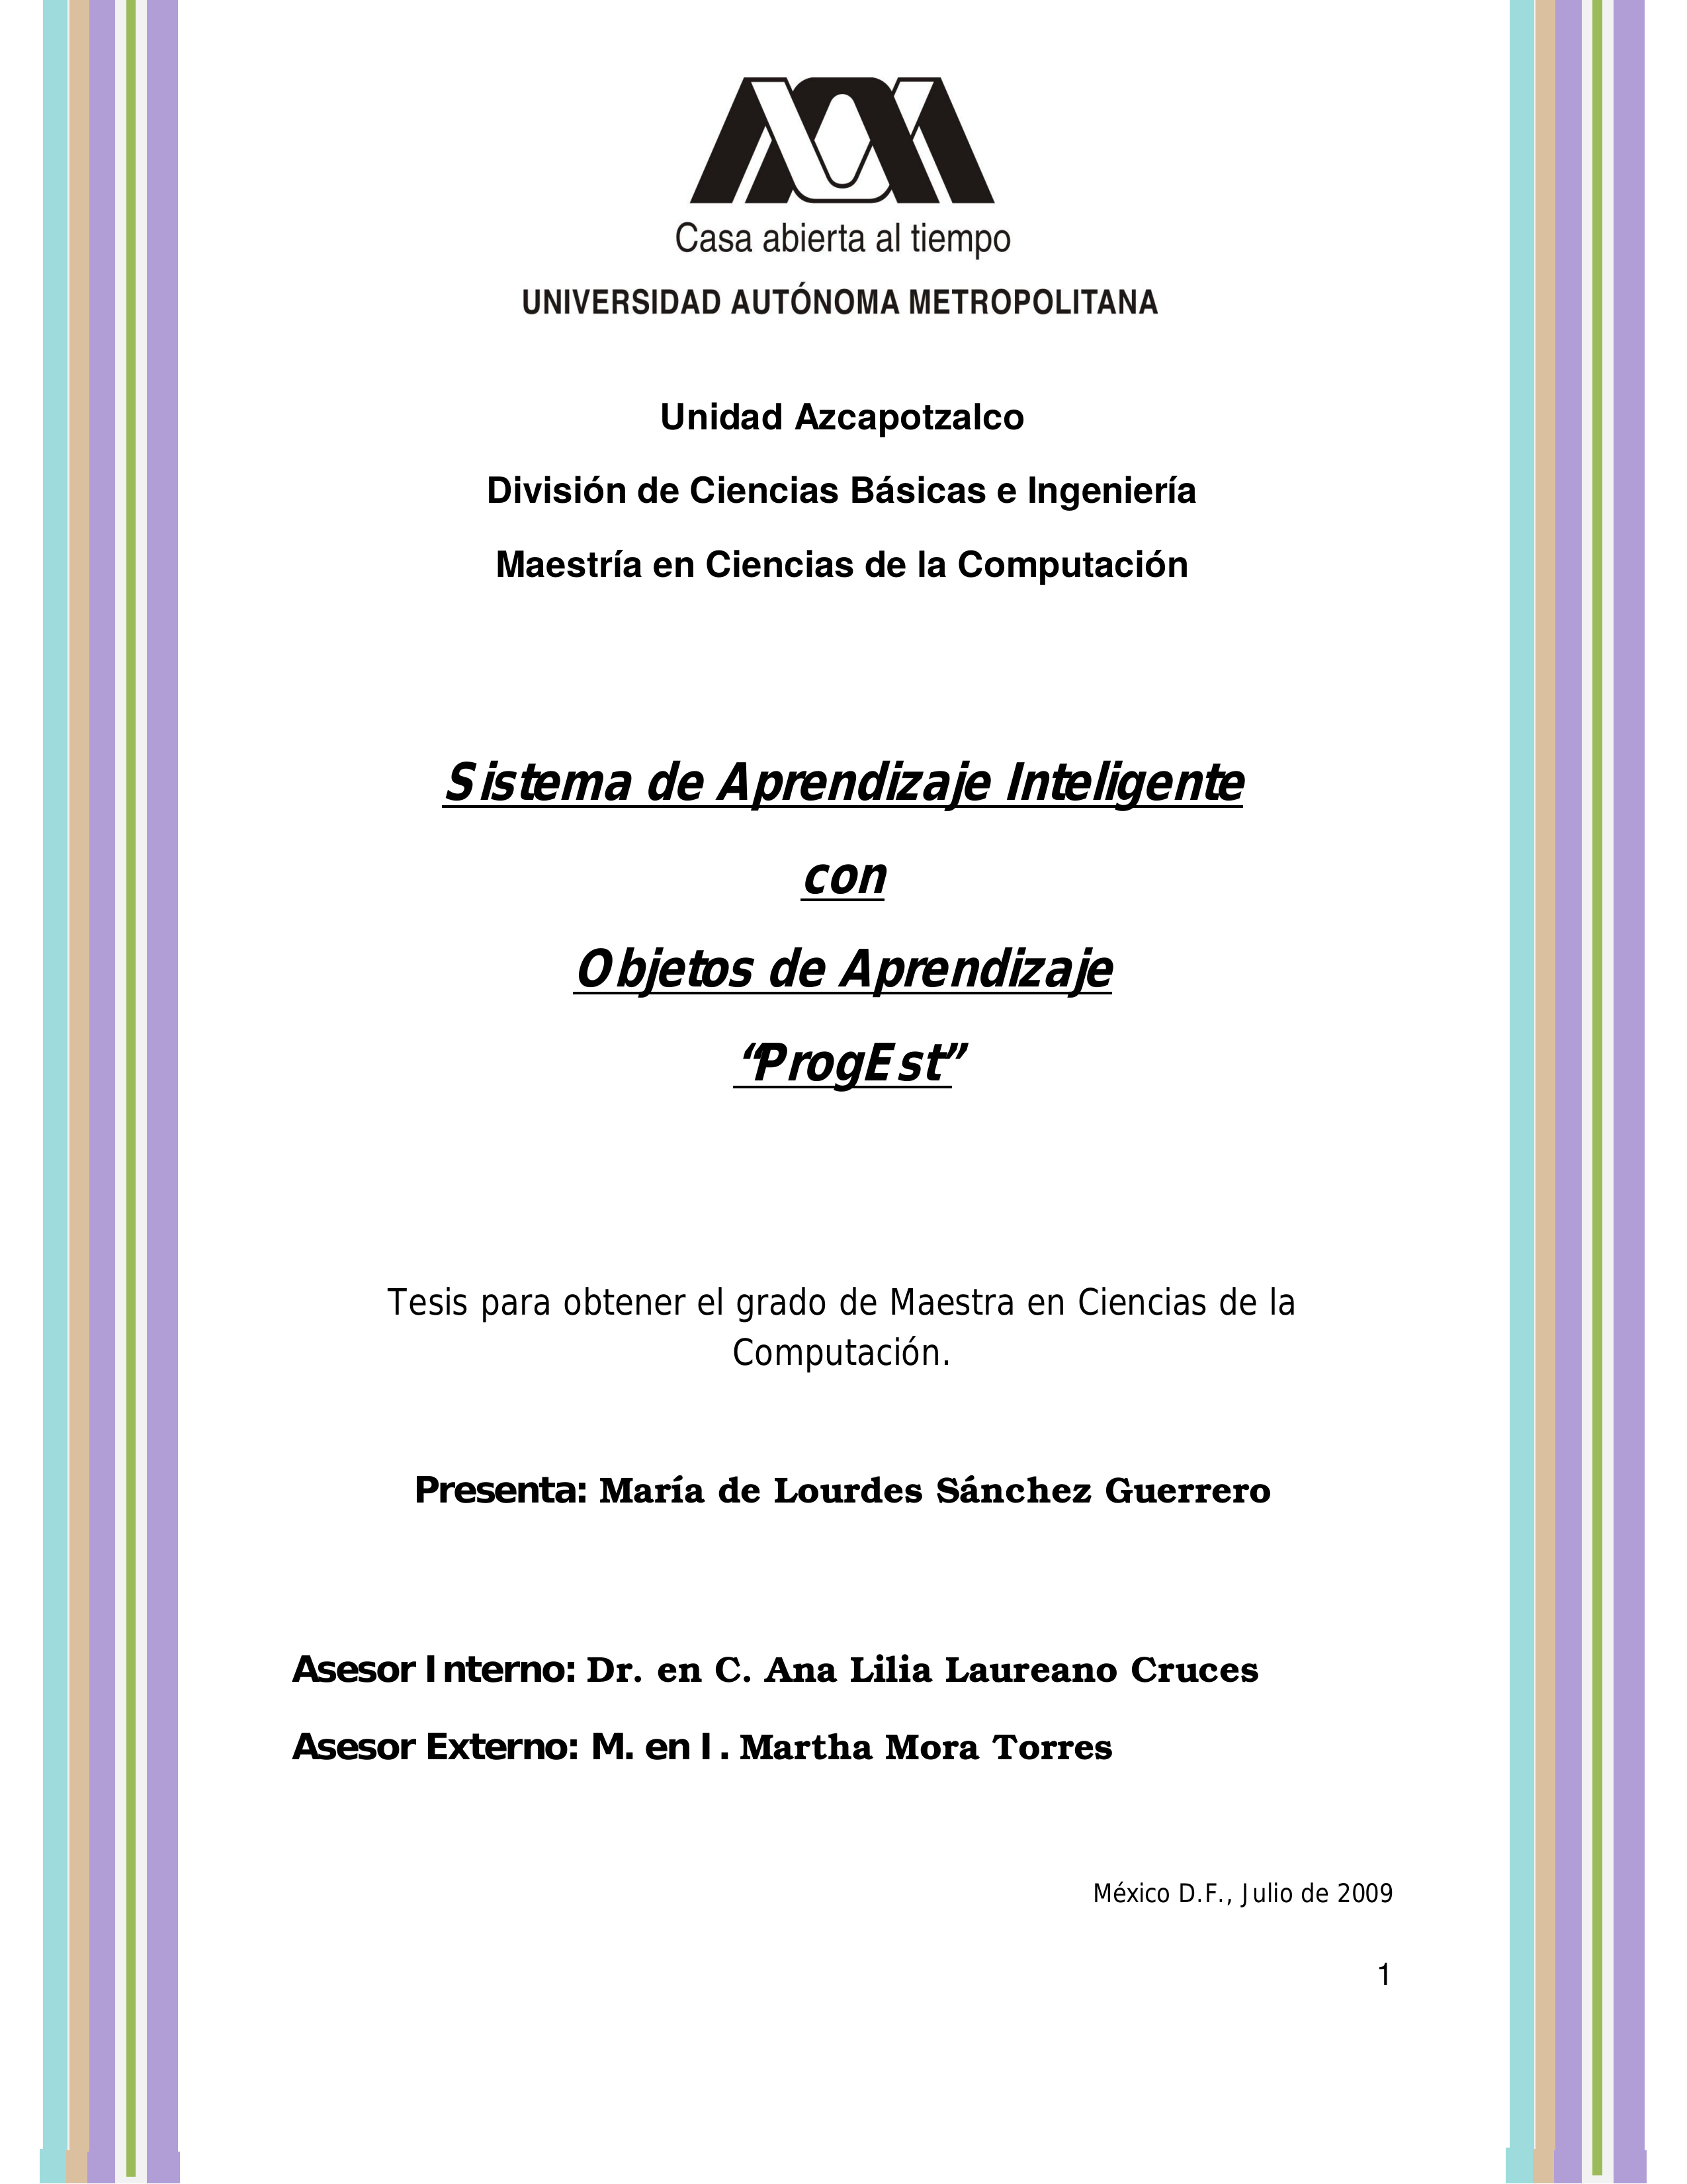 Casa abierta al tiempo
UNIVERSIDAD AUTÓNOMA METROPOLITANA
Unidad Azcapotzalco
División de Ciencias Básicas e Ingeniería
Maestría en Ciencias de la Computación
Sistema de Aprendizaje Inteligente
con
Objetos de Aprendizaje
“ProgEst”
Tesis para obtener el grado de Maestra en Ciencias de la
Computación.
Presenta: María de Lourdes Sánchez Guerrero
Asesor Interno: Dr. en C. Ana Lilia Laureano Cruces
Asesor Externo: M. en I. Martha Mora Torres
México D.F., Julio de 2009
1